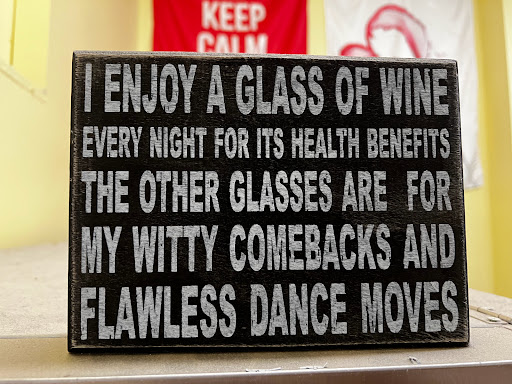 KEEP
CALM
I ENJOY A GLASS OF WINE
EVERY NIGHT FOR ITS HEALTH BENEFITS
THE OTHER GLASSES ARE FOR
MY WITTY COMEBACKS AND
FLAWLESS DANCE MOVES